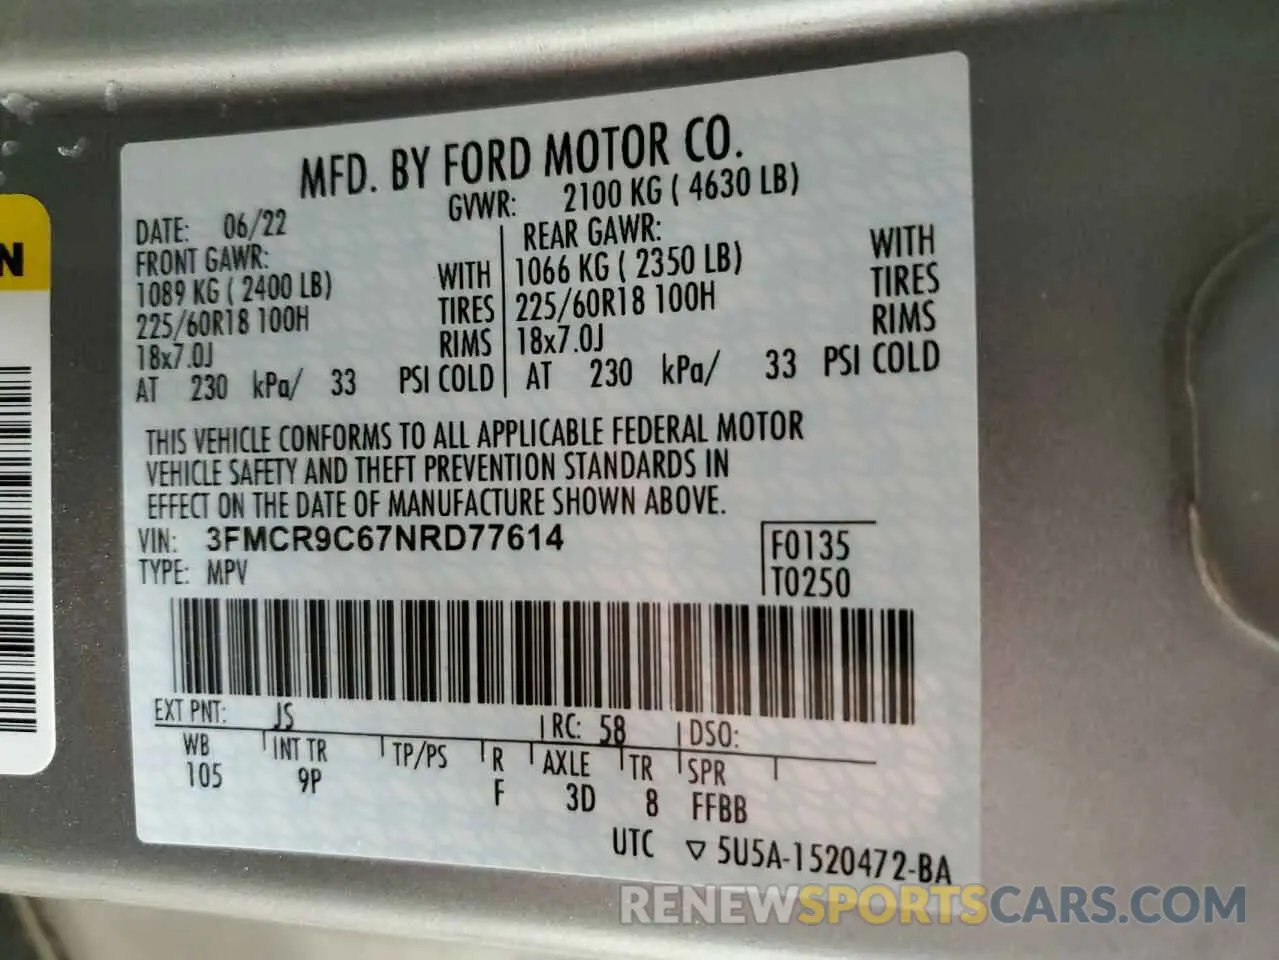 MFD. BY FORD MOTOR CO.
DATE: 06/22 GVWR: 2100 KG ( 4630 LB)
FRONT GAWR: REAR GAWR:
1089 KG ( 2400 LB) WITH 1066 KG ( 2350 LB) WITH
225/60R18 100H TIRES 225/60R18 100H TIRES
18x7.0J RIMS 18x7.0J RIMS
AT 230 kPa/ 33 PSI COLD AT 230 kPa/ 33 PSI COLD
THIS VEHICLE CONFORMS TO ALL APPLICABLE FEDERAL MOTOR
VEHICLE SAFETY AND THEFT PREVENTION STANDARDS IN
EFFECT ON THE DATE OF MANUFACTURE SHOWN ABOVE.
VIN: 3FMCR9C67NRD77614 F0135
TYPE: MPV T0250
EXT PNT: JS RC: 58 DSO:
WB INT TR TP/PS R AXLE TR SPR
105 9P F 3D 8 FFBB
UTC ▽ 5U5A-1520472-BA
N
RENEWSPORTSCARS.COM